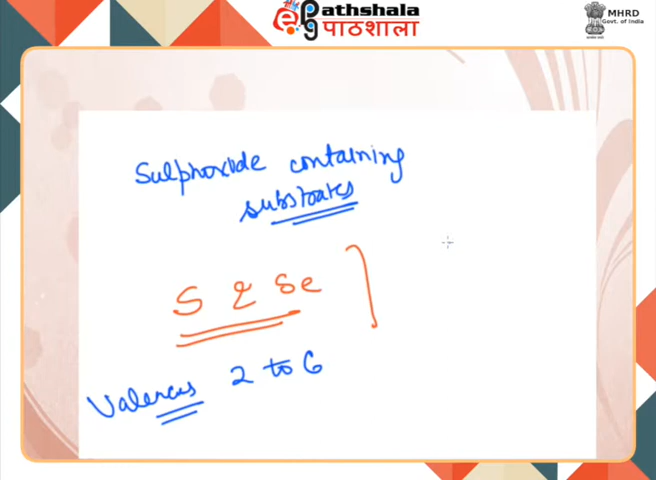 ePathshala
पाठशाला
MHRD
Govt. of India
Sulphoxide containing
substrates
S & Se
Valences 2 to 6